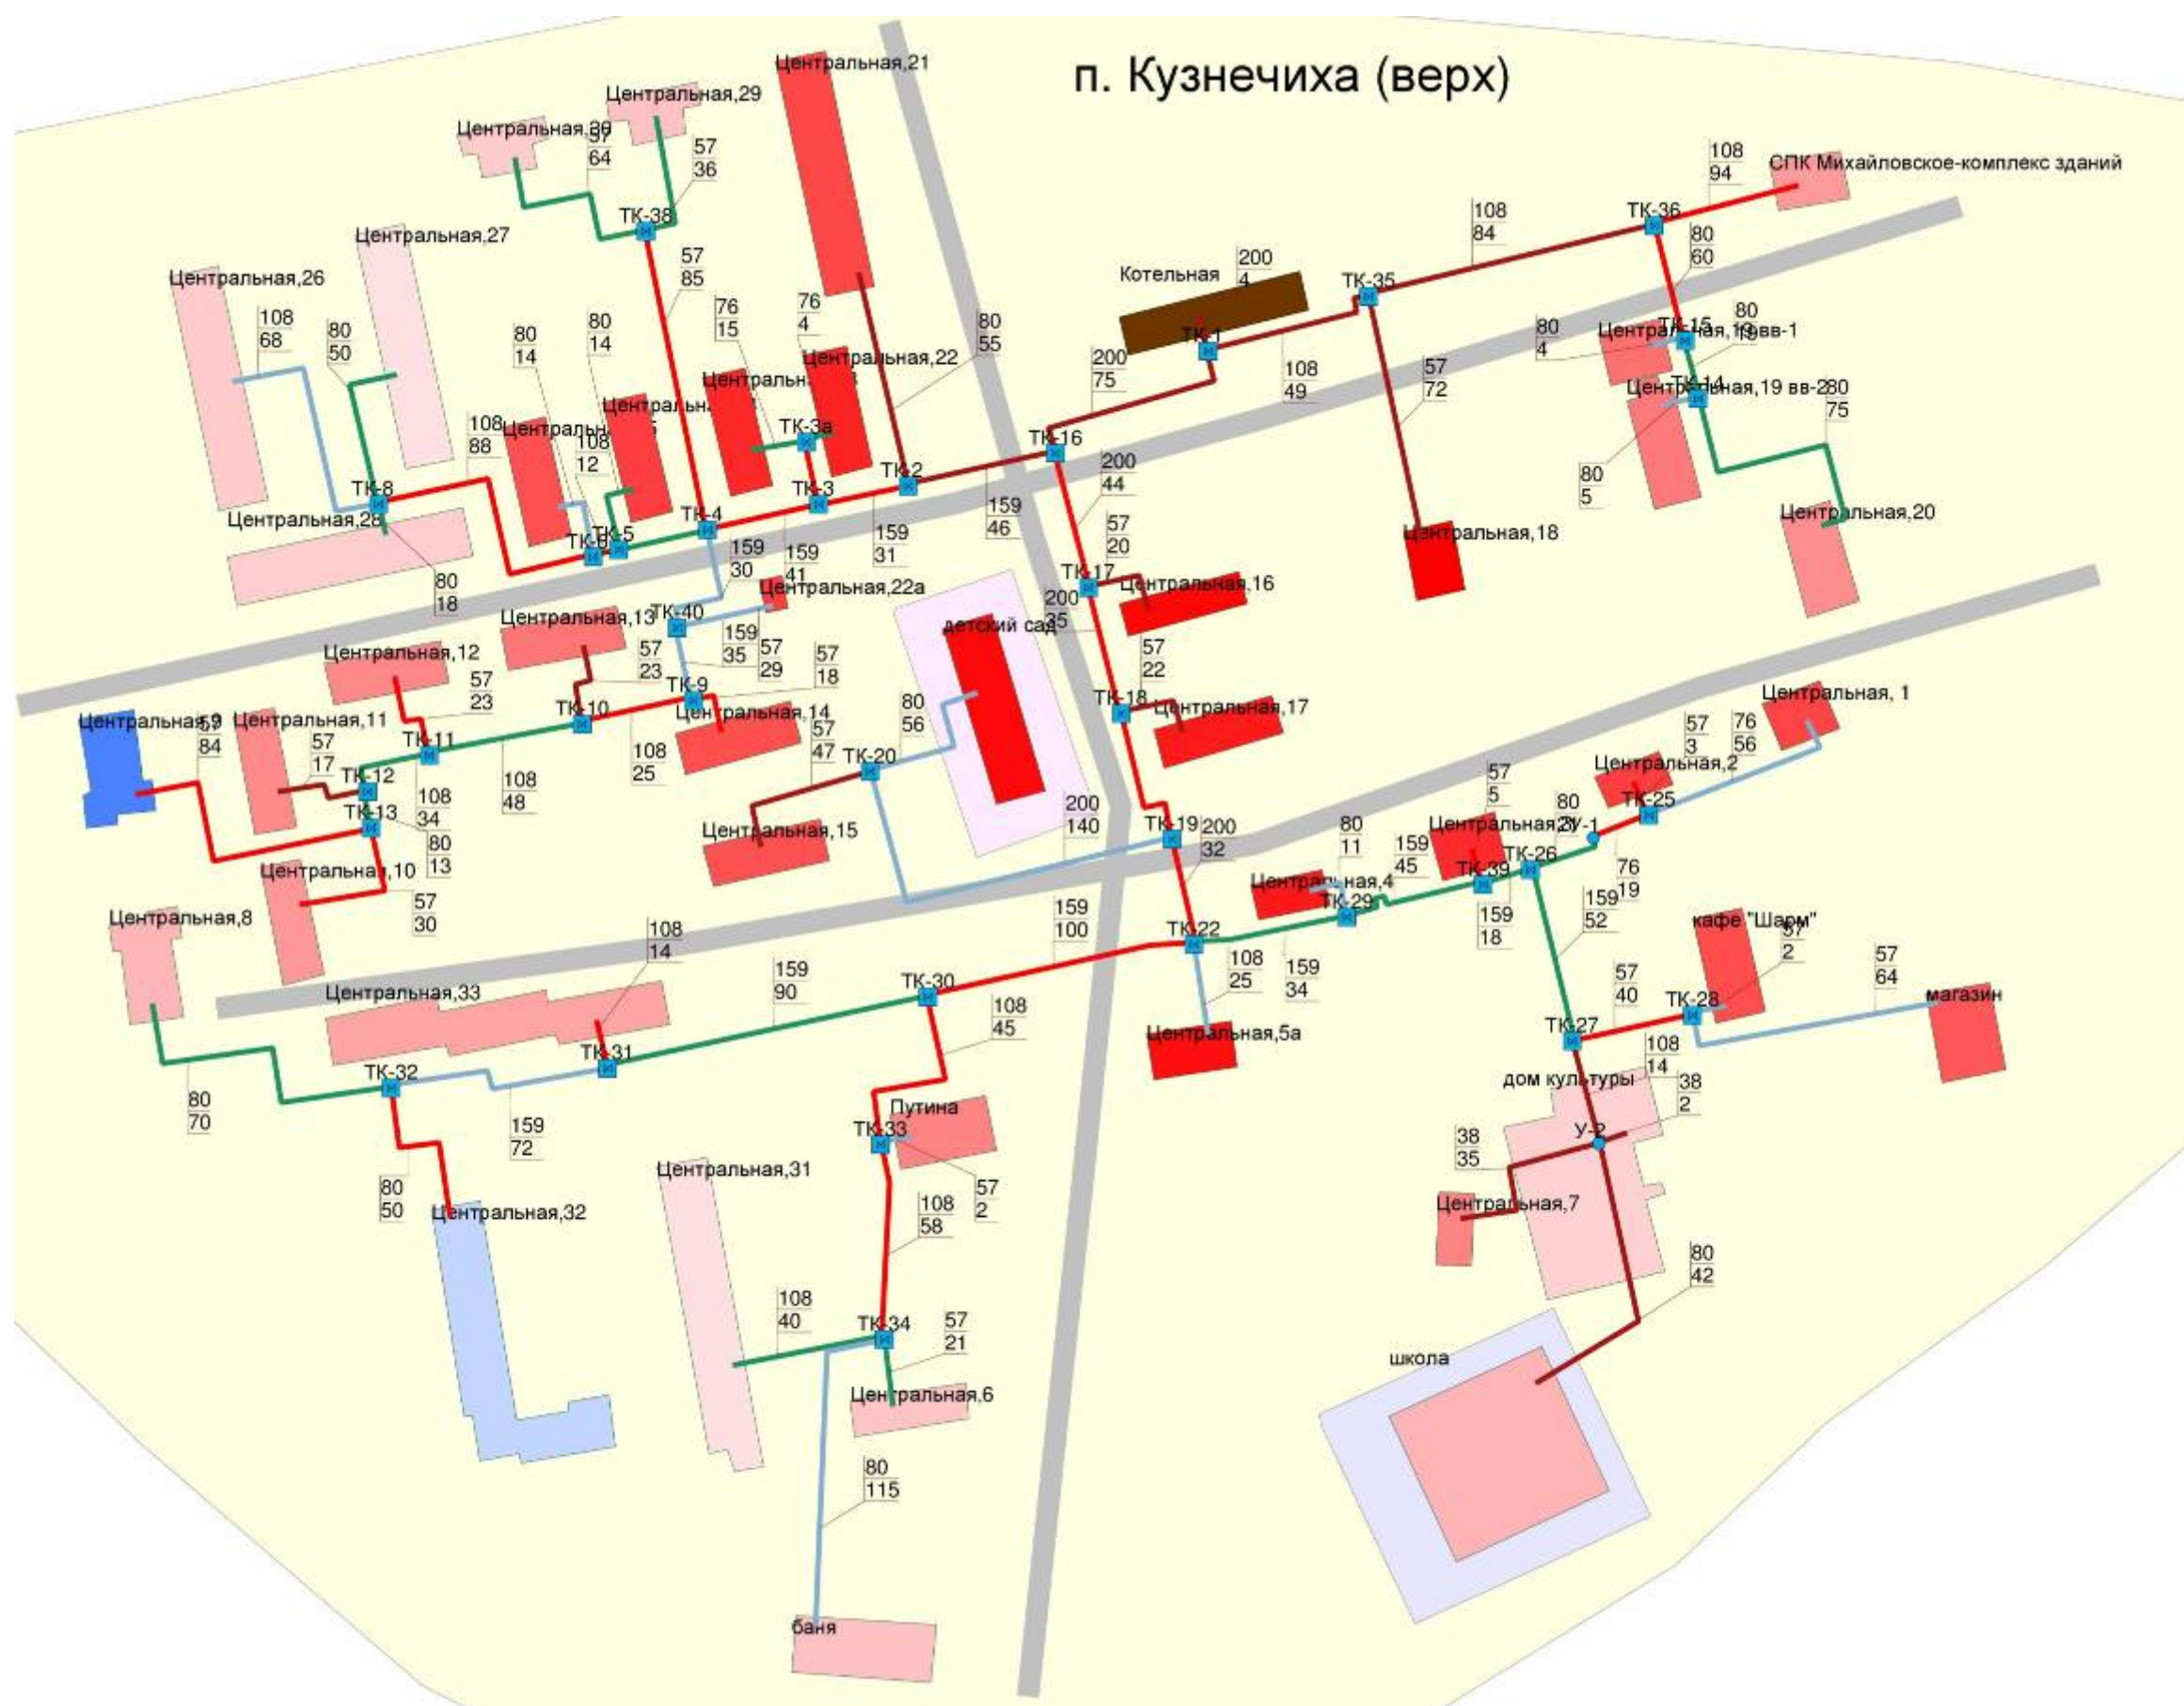 п. Кузнечиха (верх)
Центральная,21
Центральная,29
57
64
57
36
ТК-38
108
94
СПК Михайловское-комплекс зданий
ТК-36
108
84
80
60
Центральная,27
Центральная,26
57
85
Котельная
200
4
ТК-35
ТК-1
108
68
80
50
80
14
80
14
76
15
76
4
80
55
200
75
108
49
57
72
80
4
ТК-15
80
Центральная,22
ТК-14
80
75
80
5
Центральная,20
Центральная,18
108
88
108
12
ТК-3а
ТК-16
ТК-2
ТК-3
ТК-4
ТК-5
ТК-8
Центральная,28
80
18
159
46
159
31
159
41
159
30
200
44
57
20
ТК-17
Центральная,16
200
35
57
22
ТК-18
Центральная,17
Центральная,22а
детский сад
Центральная,13
ТК-40
159
35
57
29
57
18
57
23
Центральная,12
57
23
ТК-9
ТК-10
Центральная,14
ТК-11
Центральная,9
57
84
Центральная,11
57
17
ТК-12
ТК-13
108
34
80
13
108
48
108
25
57
47
80
56
ТК-20
Центральная,15
200
140
ТК-19
200
32
Центральная, 1
57
3
76
56
Центральная,2
ТК-25
У-1
80
57
5
ТК-26
ТК-39
76
19
80
11
159
45
Центральная,4
ТК-29
159
18
159
52
Центральная,10
57
30
Центральная,8
108
14
159
100
ТК-22
108
25
159
34
кафе "Шарм"
57
2
57
64
57
40
ТК-28
магазин
Центральная,33
159
90
ТК-30
108
45
Центральная,5а
ТК-27
108
14
дом культуры
38
2
ТК-31
ТК-32
80
70
159
72
Путина
ТК-33
У-2
38
35
Центральная,31
57
2
80
50
Центральная,32
108
58
Центральная,7
80
42
108
40
ТК-34
57
21
школа
Центральная,6
80
115
баня